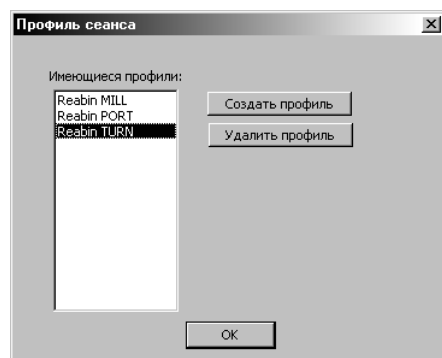 Профиль сеанса
Имеющиеся профили:
Reabin MILL
Reabin PORT
Reabin TURN
Создать профиль
Удалить профиль
OK